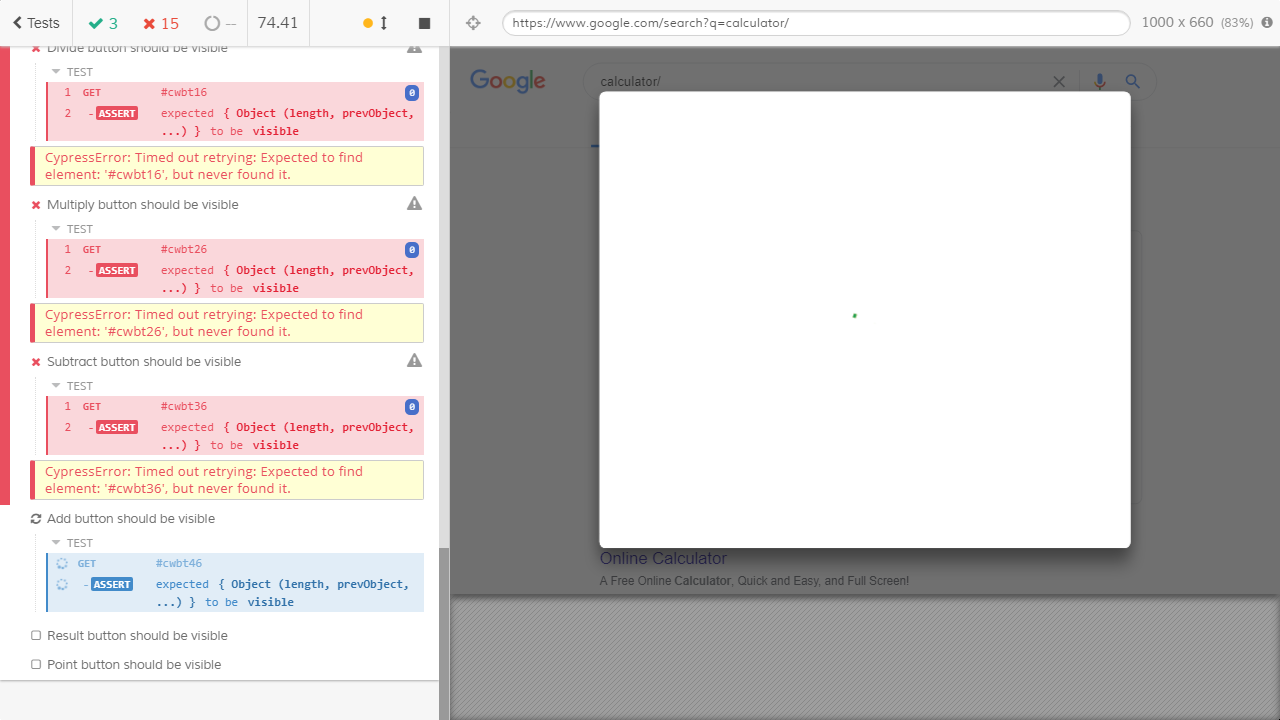 Tests
3
15
--
74.41
https://www.google.com/search?q=calculator/
1000 x 660 (83%)
Divide button should be visible
TEST
1 GET #cwbt16 0
2 -ASSERT expected { Object (length, prevObject,
...) } to be visible
CypressError: Timed out retrying: Expected to find
element: '#cwbt16', but never found it.
Multiply button should be visible
TEST
1 GET #cwbt26 0
2 -ASSERT expected { Object (length, prevObject,
...) } to be visible
CypressError: Timed out retrying: Expected to find
element: '#cwbt26', but never found it.
Subtract button should be visible
TEST
1 GET #cwbt36 0
2 -ASSERT expected { Object (length, prevObject,
...) } to be visible
CypressError: Timed out retrying: Expected to find
element: '#cwbt36', but never found it.
Add button should be visible
TEST
GET #cwbt46
-ASSERT expected { Object (length, prevObject,
...) } to be visible
Result button should be visible
Point button should be visible
Google
calculator/
Online Calculator
A Free Online Calculator, Quick and Easy, and Full Screen!